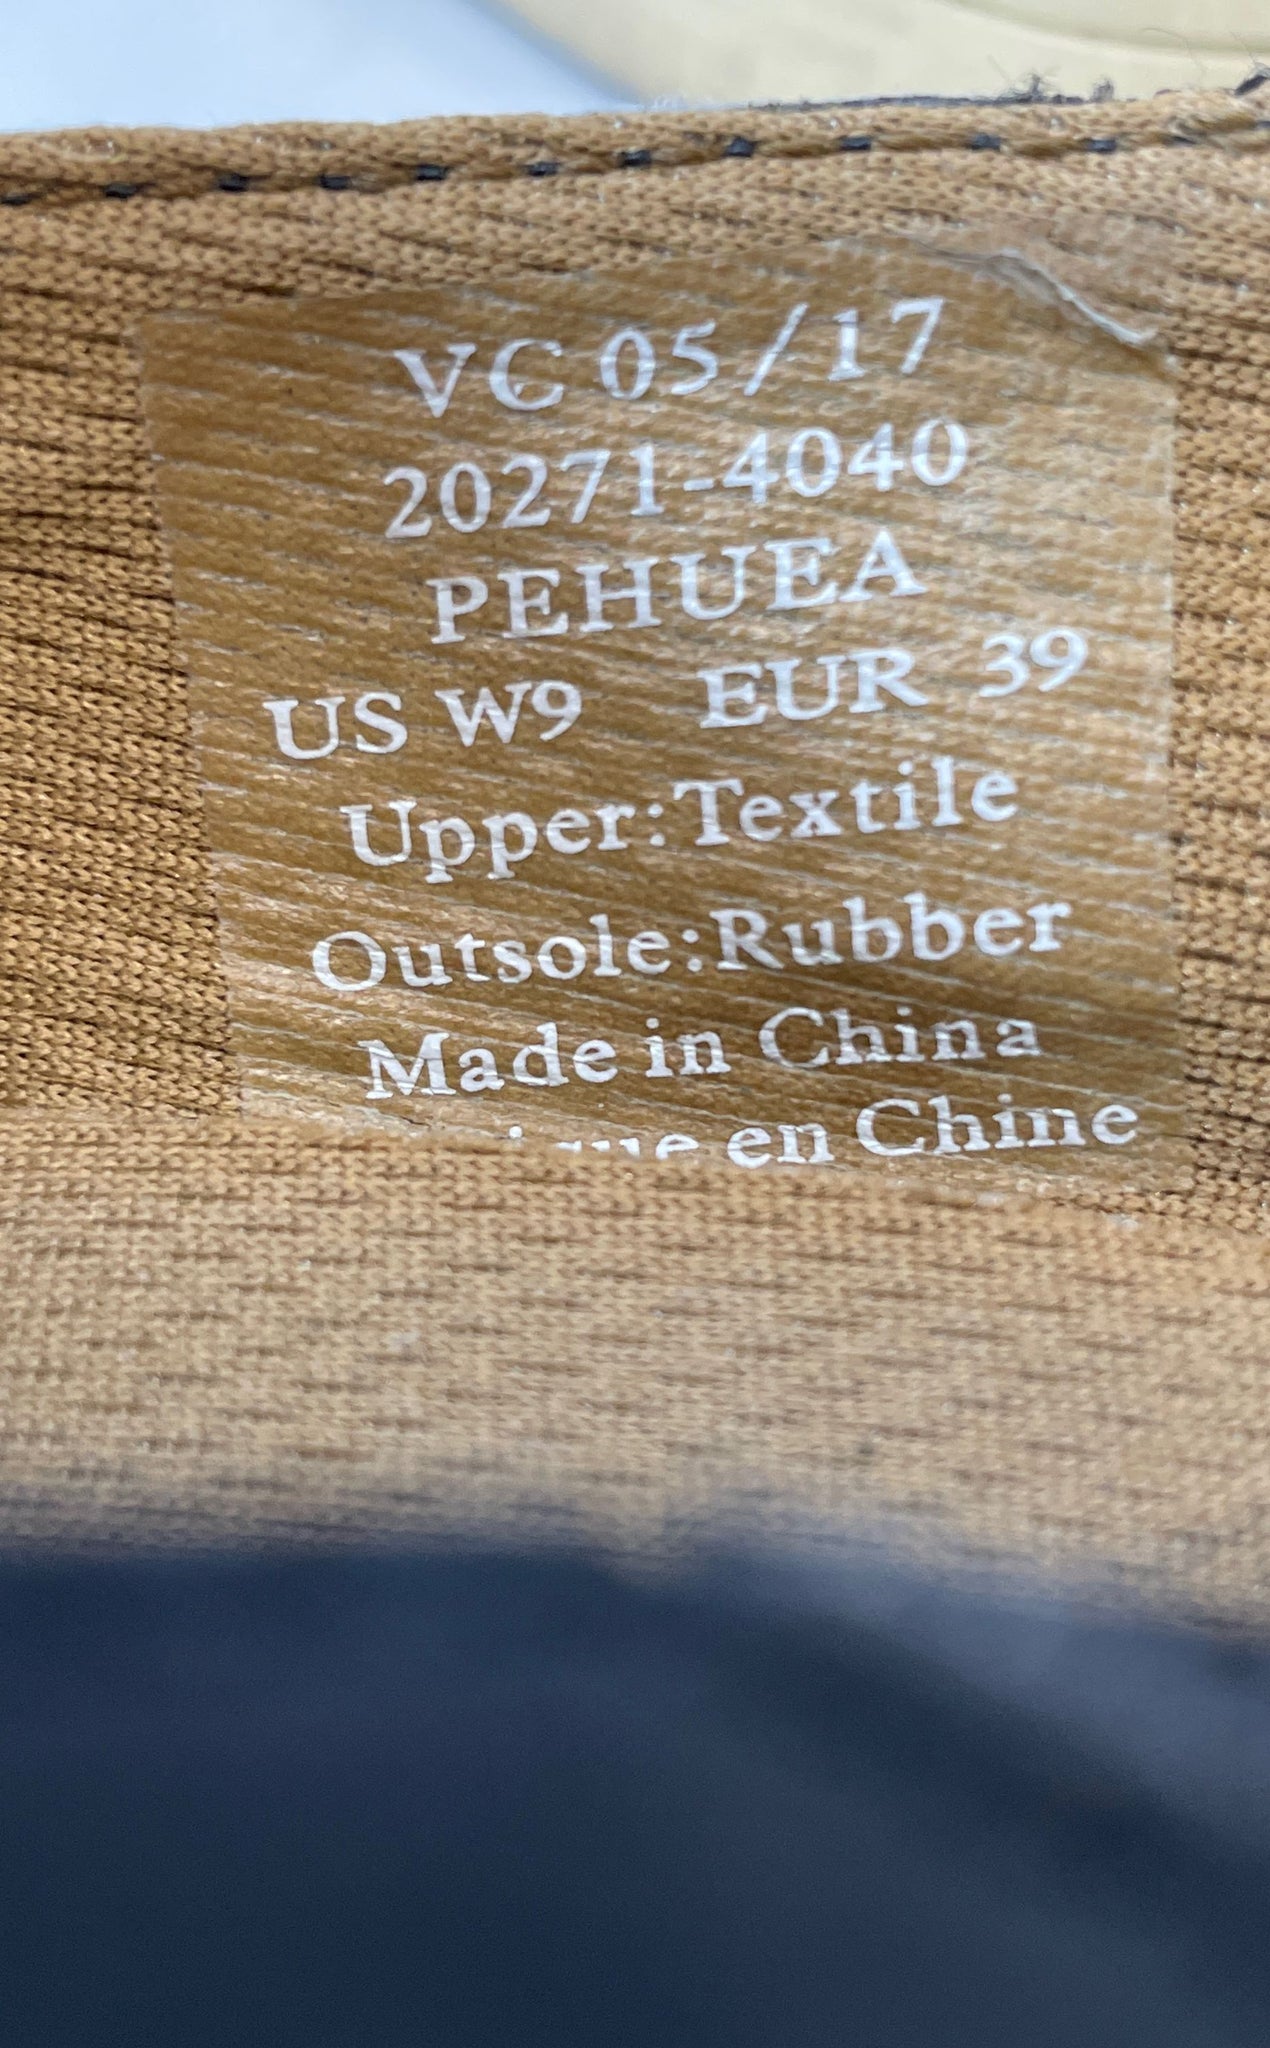 VC 05/17
20271-4040
PEHUEA
US W9 EUR 39
Upper:Textile
Outsole:Rubber
Made in China
en Chine